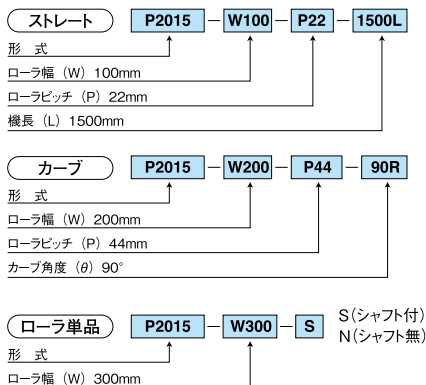 ストレート P2015 － W100 － P22 － 1500L
形　式
ローラ幅（W）100mm
ローラピッチ（P）22mm
機長（L）1500mm
カーブ P2015 － W200 － P44 － 90R
形　式
ローラ幅（W）200mm
ローラピッチ（P）44mm
カーブ角度（θ）90°
ローラ単品 P2015 － W300 － S S（シャフト付）
N（シャフト無）
形　式
ローラ幅（W）300mm